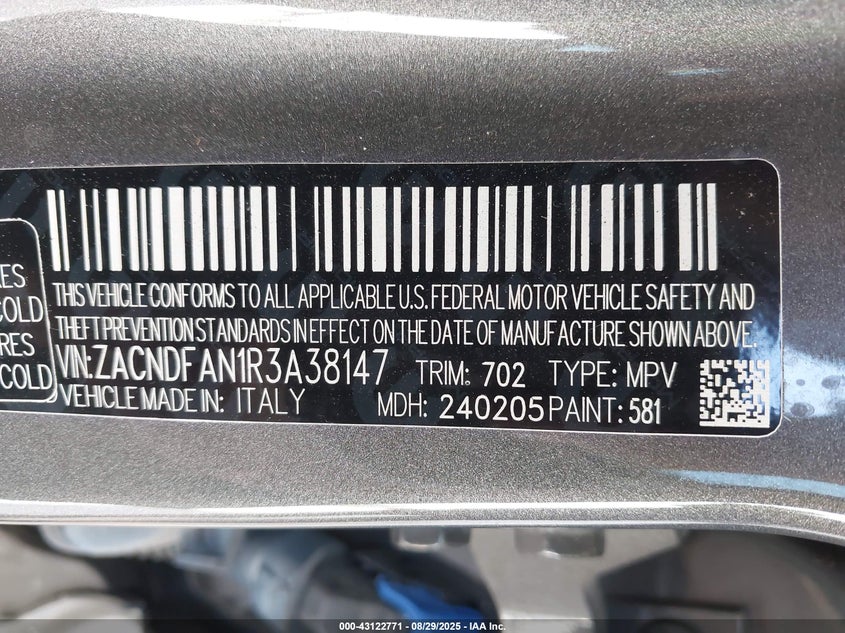 THIS VEHICLE CONFORMS TO ALL APPLICABLE U.S. FEDERAL MOTOR VEHICLE SAFETY AND
THEFT PREVENTION STANDARDS IN EFFECT ON THE DATE OF MANUFACTURE SHOWN ABOVE.
VIN:ZACNDFAN1R3A38147 TRIM: 702 TYPE: MPV
VEHICLE MADE IN: ITALY MDH: 240205 PAINT: 581
COLD
COLD
000-43122771 - 08/29/2025 - IAA Inc.